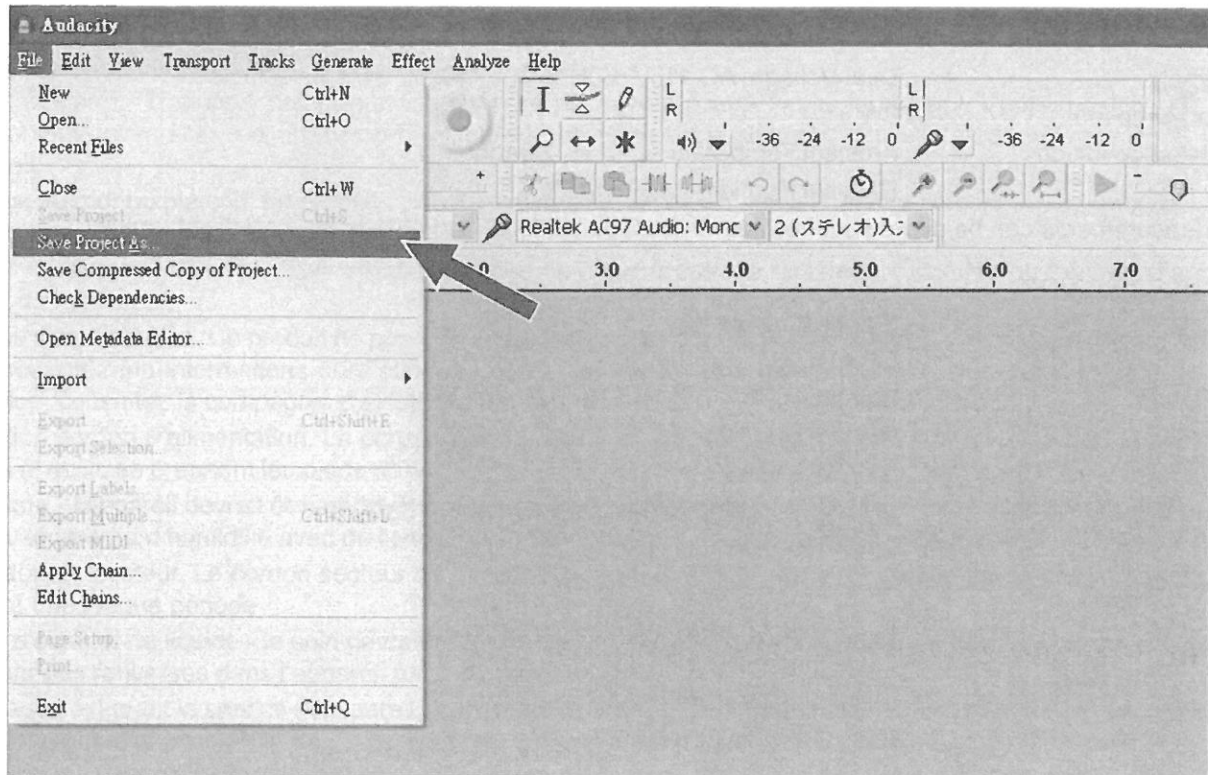 Audacity
File Edit View Transport Tracks Generate Effect Analyze Help
New Ctrl+N
Open... Ctrl+O
Recent Files
Close Ctrl+W
Save Project Ctrl+S
Save Project As...
Save Compressed Copy of Project...
Check Dependencies...
Open Metadata Editor...
Import
Export Ctrl+Shift+E
Export Selection...
Export Labels...
Export Multiple... Ctrl+Shift+L
Export MIDI...
Apply Chain...
Edit Chains...
Page Setup...
Print...
Exit Ctrl+Q
L
R
-36 -24 -12 0
L
R
-36 -24 -12 0
Realtek AC97 Audio: Monc
2 (ステレオ)入
3.0 4.0 5.0 6.0 7.0